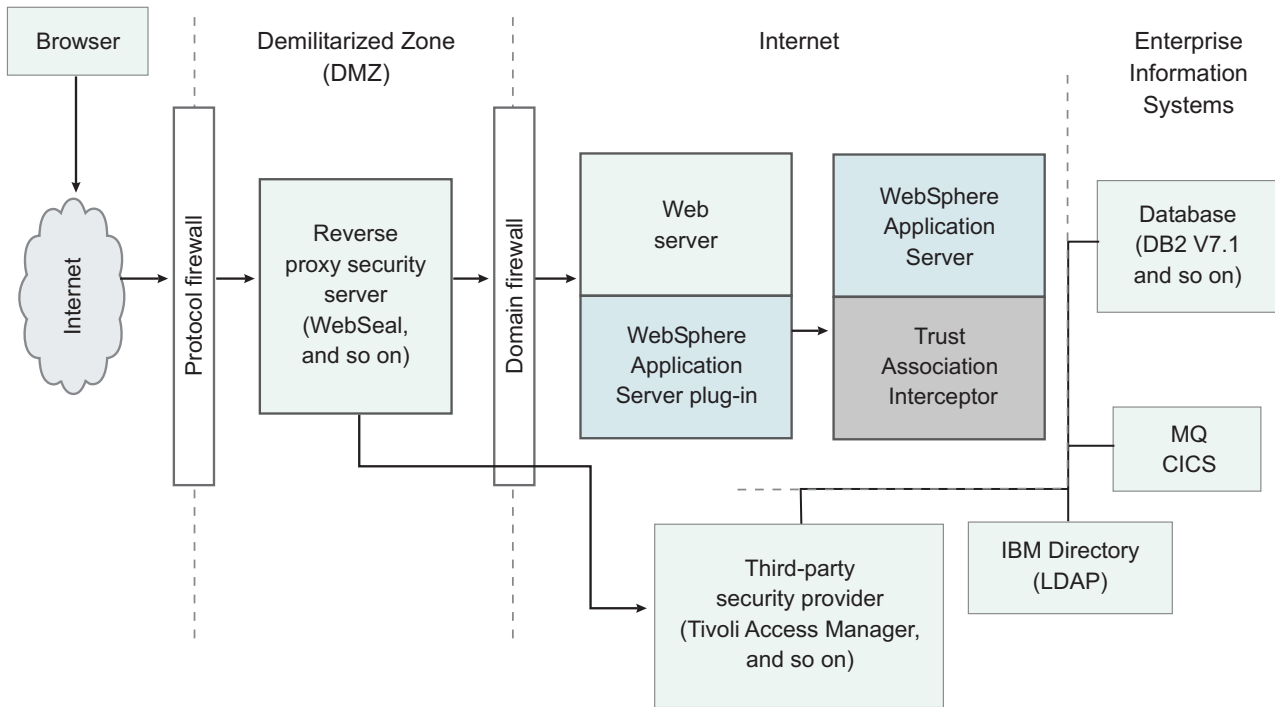 Browser
Demilitarized Zone
(DMZ)
Internet
Enterprise
Information
Systems
Internet
Protocol firewall
Reverse
proxy security
server
(WebSeal,
and so on)
Domain firewall
Web
server
WebSphere
Application
Server plug-in
WebSphere
Application
Server
Trust
Association
Interceptor
Database
(DB2 V7.1
and so on)
MQ
CICS
IBM Directory
(LDAP)
Third-party
security provider
(Tivoli Access Manager,
and so on)